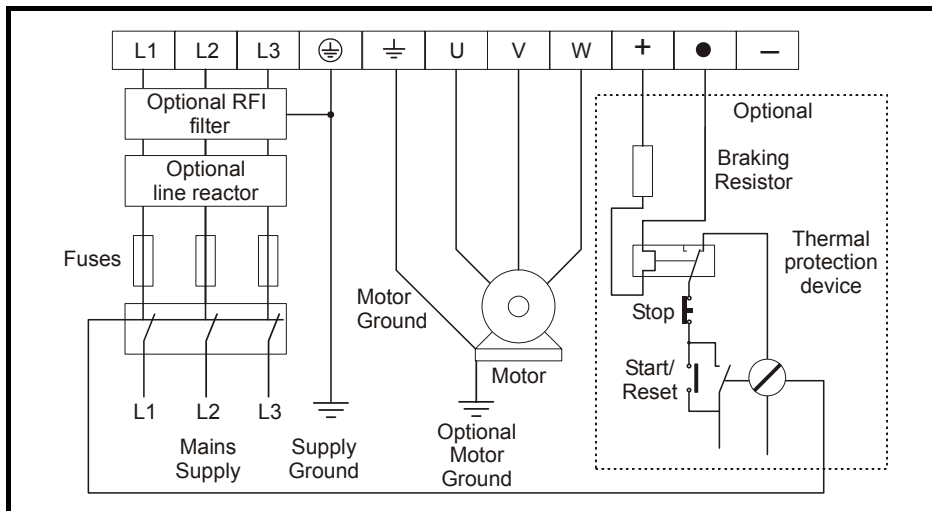 L1 L2 L3 U V W + ● –
Optional RFI
filter
Optional
line reactor
Fuses
L1 L2 L3
Mains
Supply
Supply
Ground
Motor
Ground
Motor
Optional
Motor
Ground
Optional
Braking
Resistor
Thermal
protection
device
Stop
Start/
Reset